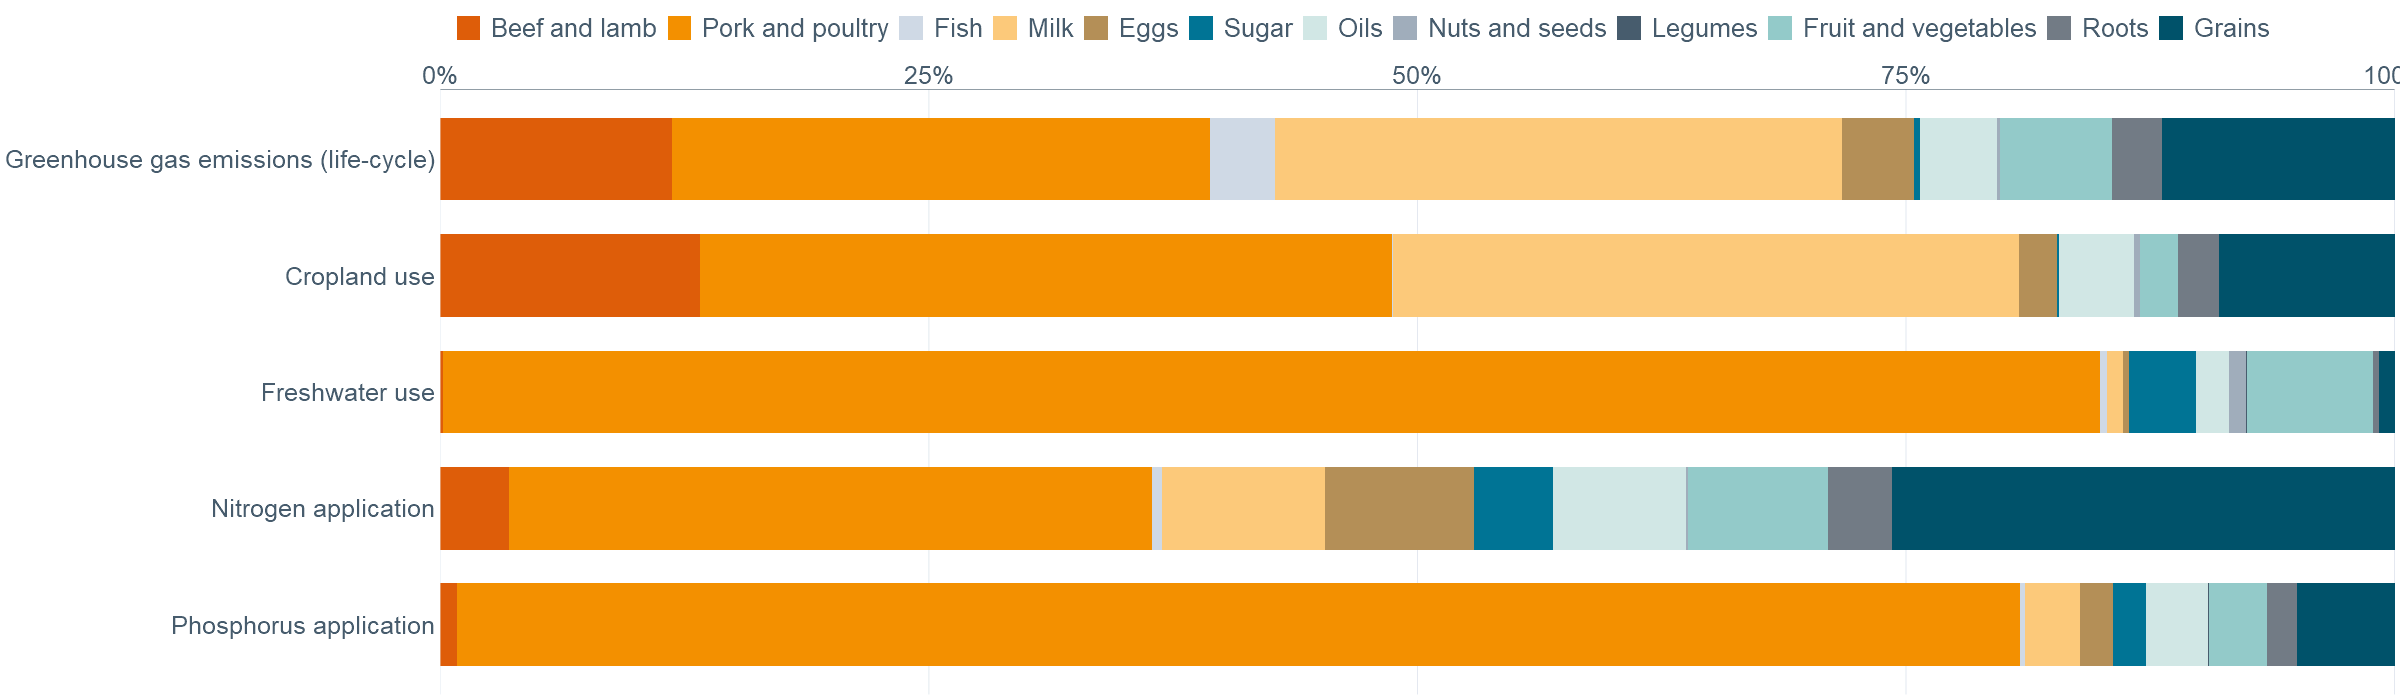 Beef and lamb Pork and poultry Fish Milk Eggs Sugar Oils Nuts and seeds Legumes Fruit and vegetables Roots Grains
0% 25% 50% 75% 100
Greenhouse gas emissions (life-cycle)
Cropland use
Freshwater use
Nitrogen application
Phosphorus application